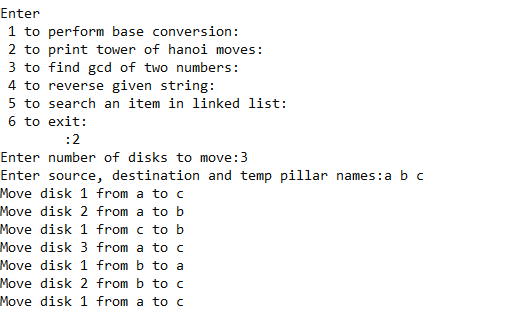 Enter
 1 to perform base conversion:
 2 to print tower of hanoi moves:
 3 to find gcd of two numbers:
 4 to reverse given string:
 5 to search an item in linked list:
 6 to exit:
        :2
Enter number of disks to move:3
Enter source, destination and temp pillar names:a b c
Move disk 1 from a to c
Move disk 2 from a to b
Move disk 1 from c to b
Move disk 3 from a to c
Move disk 1 from b to a
Move disk 2 from b to c
Move disk 1 from a to c